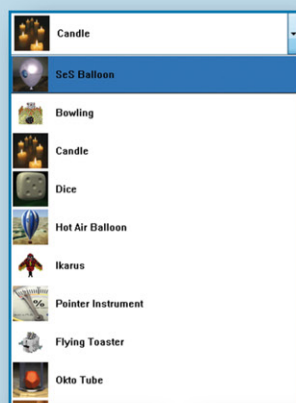 Candle
SeS Balloon
Bowling
Candle
Dice
Hot Air Balloon
Ikarus
Pointer Instrument
Flying Toaster
Okto Tube